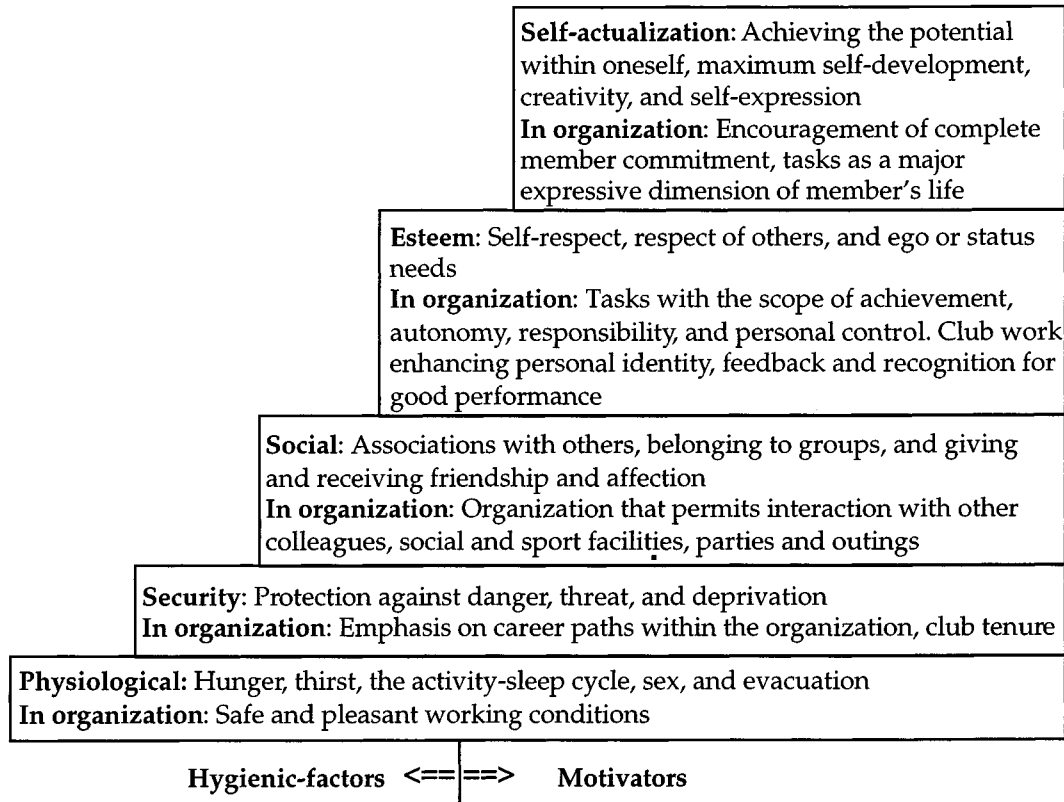 Self-actualization: Achieving the potential
within oneself, maximum self-development,
creativity, and self-expression
In organization: Encouragement of complete
member commitment, tasks as a major
expressive dimension of member's life
Esteem: Self-respect, respect of others, and ego or status
needs
In organization: Tasks with the scope of achievement,
autonomy, responsibility, and personal control. Club work
enhancing personal identity, feedback and recognition for
good performance
Social: Associations with others, belonging to groups, and giving
and receiving friendship and affection
In organization: Organization that permits interaction with other
colleagues, social and sport facilities, parties and outings
Security: Protection against danger, threat, and deprivation
In organization: Emphasis on career paths within the organization, club tenure
Physiological: Hunger, thirst, the activity-sleep cycle, sex, and evacuation
In organization: Safe and pleasant working conditions
Hygienic-factors <== ==> Motivators